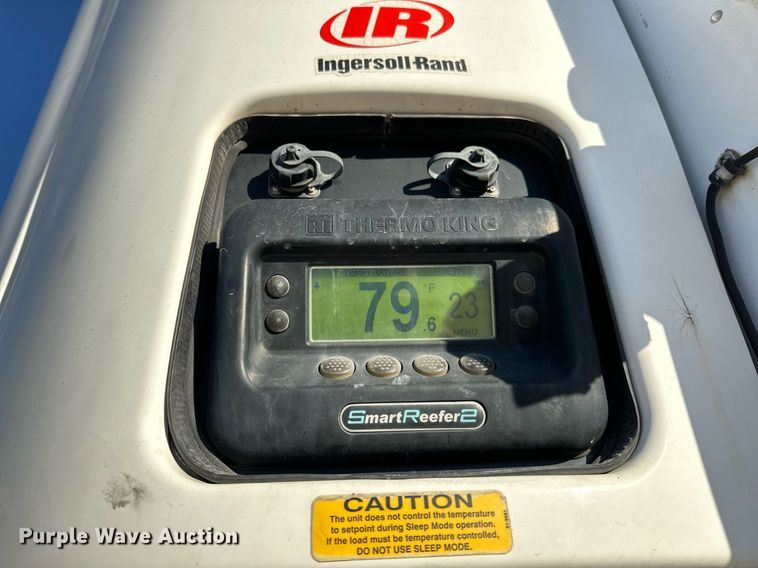 IR
Ingersoll-Rand
THERMO KING
TEMPERATURE
79 °F .6 23
MENU
SmartReefer2
CAUTION
The unit does not control the temperature
to setpoint during Sleep Mode operation.
If the load must be temperature controlled,
DO NOT USE SLEEP MODE.
Purple Wave Auction